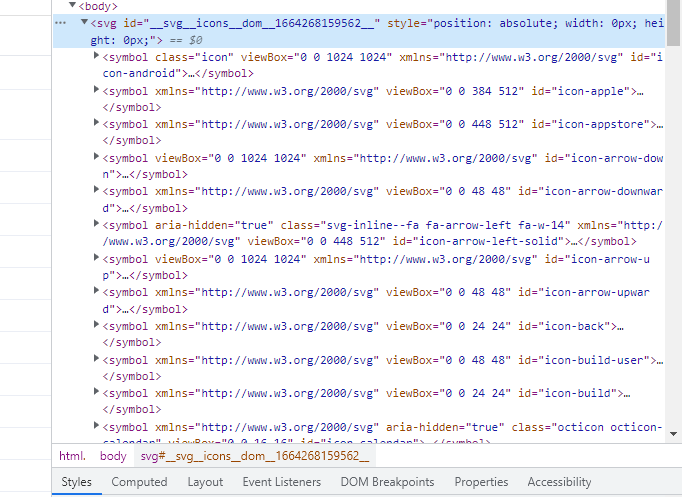 <body>
<svg id="__svg__icons__dom__1664268159562__" style="position: absolute; width: 0px; hei
ght: 0px;"> == $0
<symbol class="icon" viewBox="0 0 1024 1024" xmlns="http://www.w3.org/2000/svg" id="i
con-android">…</symbol>
<symbol xmlns="http://www.w3.org/2000/svg" viewBox="0 0 384 512" id="icon-apple">…
</symbol>
<symbol xmlns="http://www.w3.org/2000/svg" viewBox="0 0 448 512" id="icon-appstore">…
</symbol>
<symbol viewBox="0 0 1024 1024" xmlns="http://www.w3.org/2000/svg" id="icon-arrow-dow
n">…</symbol>
<symbol xmlns="http://www.w3.org/2000/svg" viewBox="0 0 48 48" id="icon-arrow-downwar
d">…</symbol>
<symbol aria-hidden="true" class="svg-inline--fa fa-arrow-left fa-w-14" xmlns="http:/
/www.w3.org/2000/svg" viewBox="0 0 448 512" id="icon-arrow-left-solid">…</symbol>
<symbol viewBox="0 0 1024 1024" xmlns="http://www.w3.org/2000/svg" id="icon-arrow-u
p">…</symbol>
<symbol xmlns="http://www.w3.org/2000/svg" viewBox="0 0 48 48" id="icon-arrow-upwar
d">…</symbol>
<symbol xmlns="http://www.w3.org/2000/svg" viewBox="0 0 24 24" id="icon-back">…
</symbol>
<symbol xmlns="http://www.w3.org/2000/svg" viewBox="0 0 48 48" id="icon-build-user">…
</symbol>
<symbol xmlns="http://www.w3.org/2000/svg" viewBox="0 0 24 24" id="icon-build">…
</symbol>
<symbol xmlns="http://www.w3.org/2000/svg" aria-hidden="true" class="octicon octicon-
calendar" viewBox="0 0 16 16" id="icon-calendar">…</symbol>
html. body svg#__svg__icons__dom__1664268159562__
Styles Computed Layout Event Listeners DOM Breakpoints Properties Accessibility